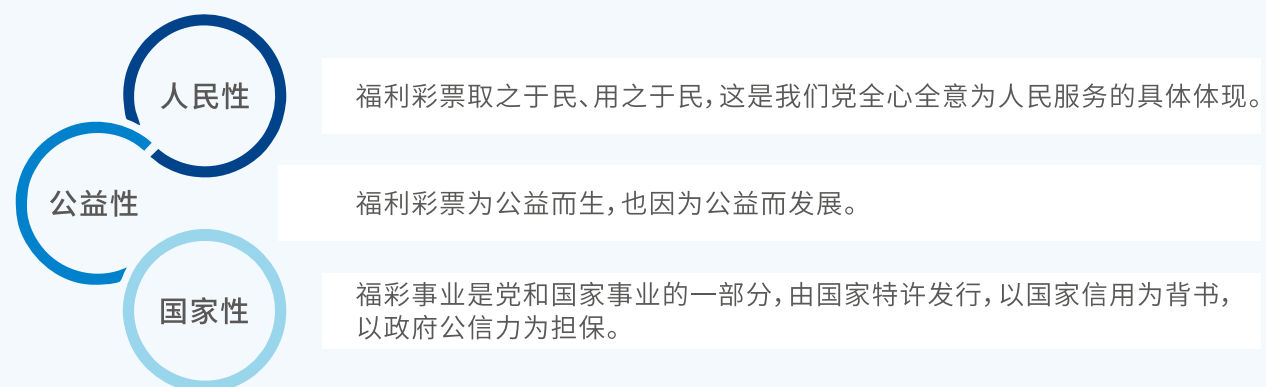 人民性
福利彩票取之于民、用之于民，这是我们党全心全意为人民服务的具体体现。
公益性
福利彩票为公益而生，也因为公益而发展。
国家性
福彩事业是党和国家事业的一部分，由国家特许发行，以国家信用为背书，
以政府公信力为担保。